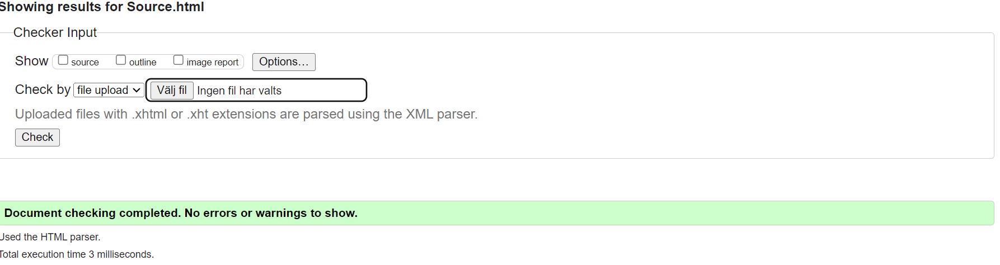 Showing results for Source.html
Checker Input
Show source outline image report Options...
Check by file upload Välj fil Ingen fil har valts
Uploaded files with .xhtml or .xht extensions are parsed using the XML parser.
Check
Document checking completed. No errors or warnings to show.
Used the HTML parser.
Total execution time 3 milliseconds.